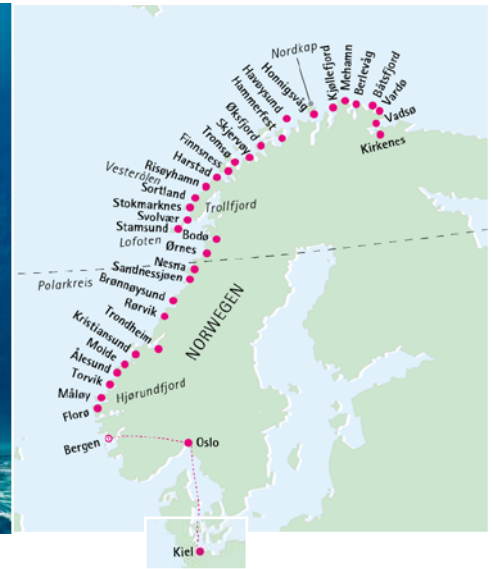 Nordkap
Kjøllefjord
Mehamn
Berlevåg
Båtsfjord
Vardø
Vadsø
Kirkenes
Honnigsvåg
Havøysund
Hammerfest
Øksfjord
Skjervøy
Tromsø
Finnsness
Harstad
Vesterålen
Risøyhamn
Sortland
Stokmarknes
Trollfjord
Svolvær
Stamsund
Lofoten
Bodø
Ørnes
Nesna
Sandnessjøen
Polarkreis
Brønnøysund
Rørvik
Trondheim
NORWEGEN
Kristiansund
Molde
Ålesund
Torvik
Hjørundfjord
Måløy
Florø
Bergen
Oslo
Kiel